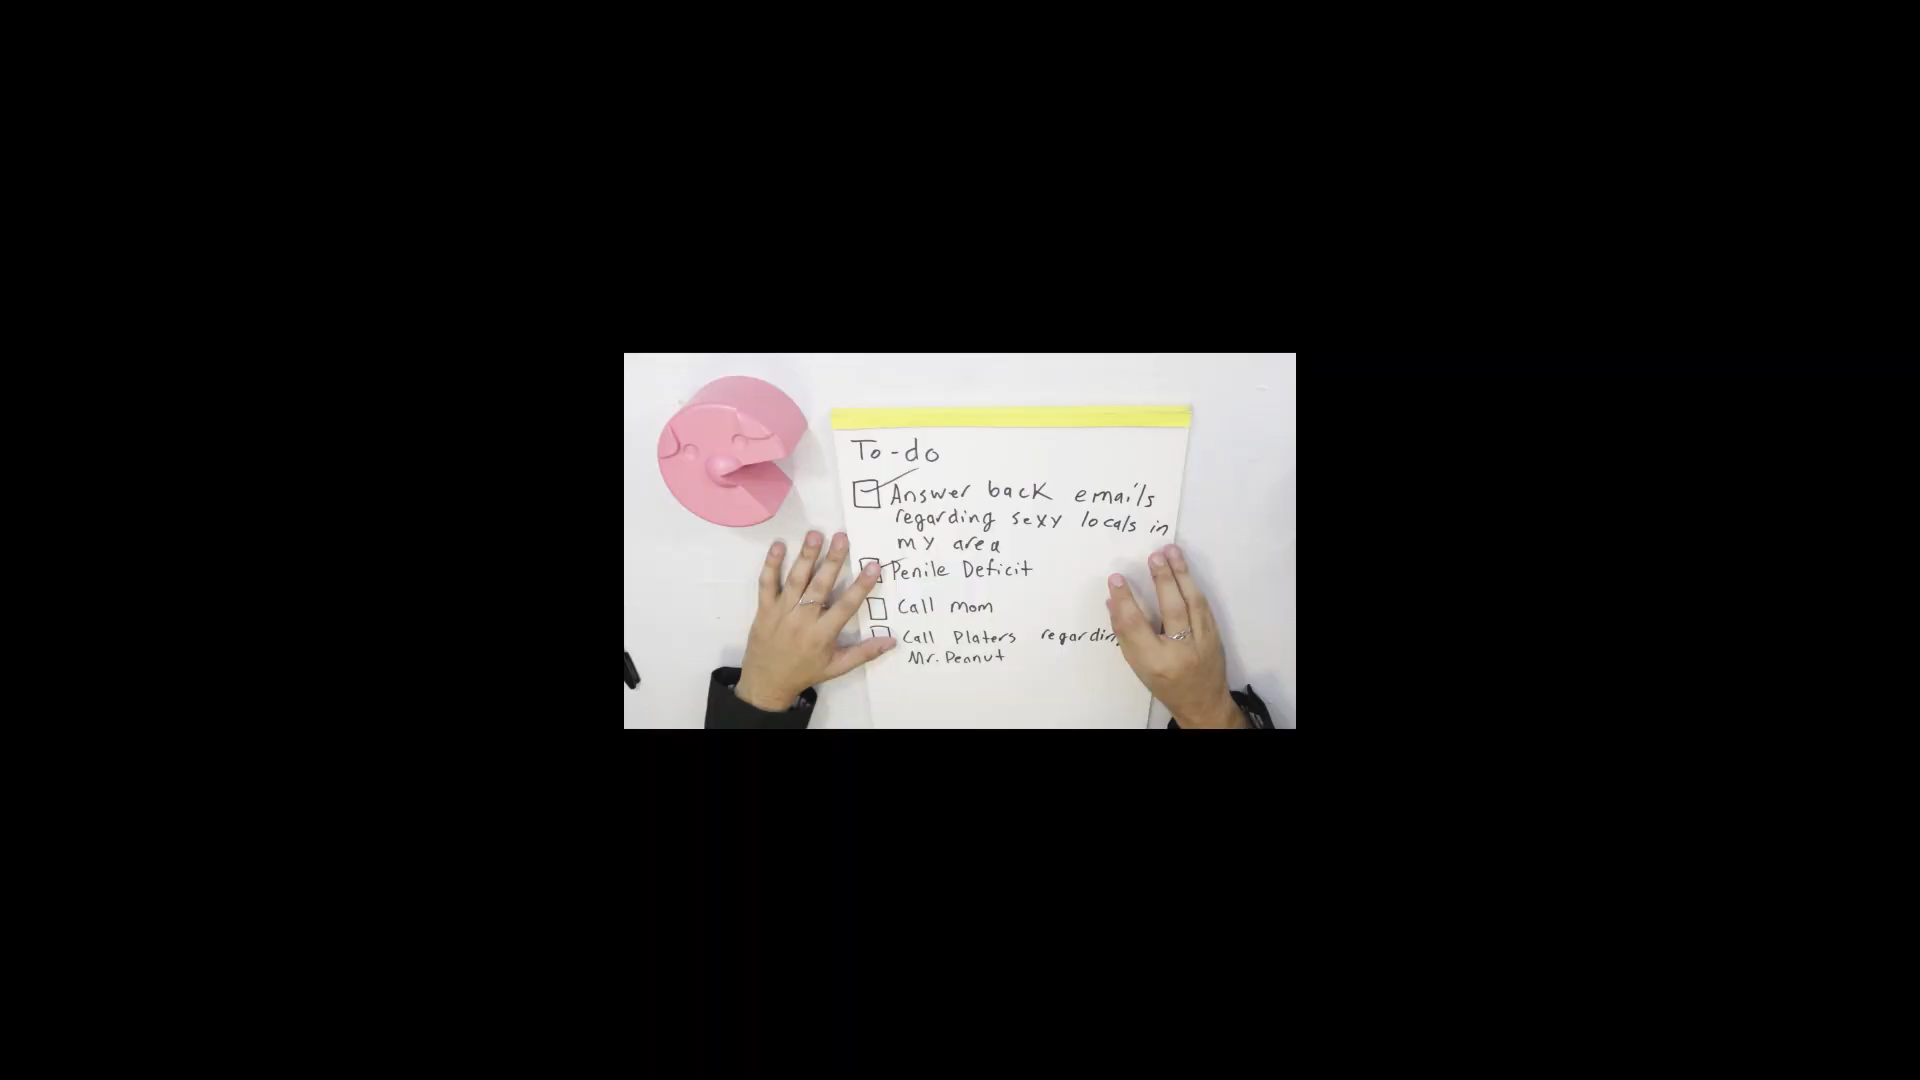 To-do
Answer back emails
regarding sexy locals in
my area
Penile Deficit
Call mom
Call Platers regarding
Mr. Peanut